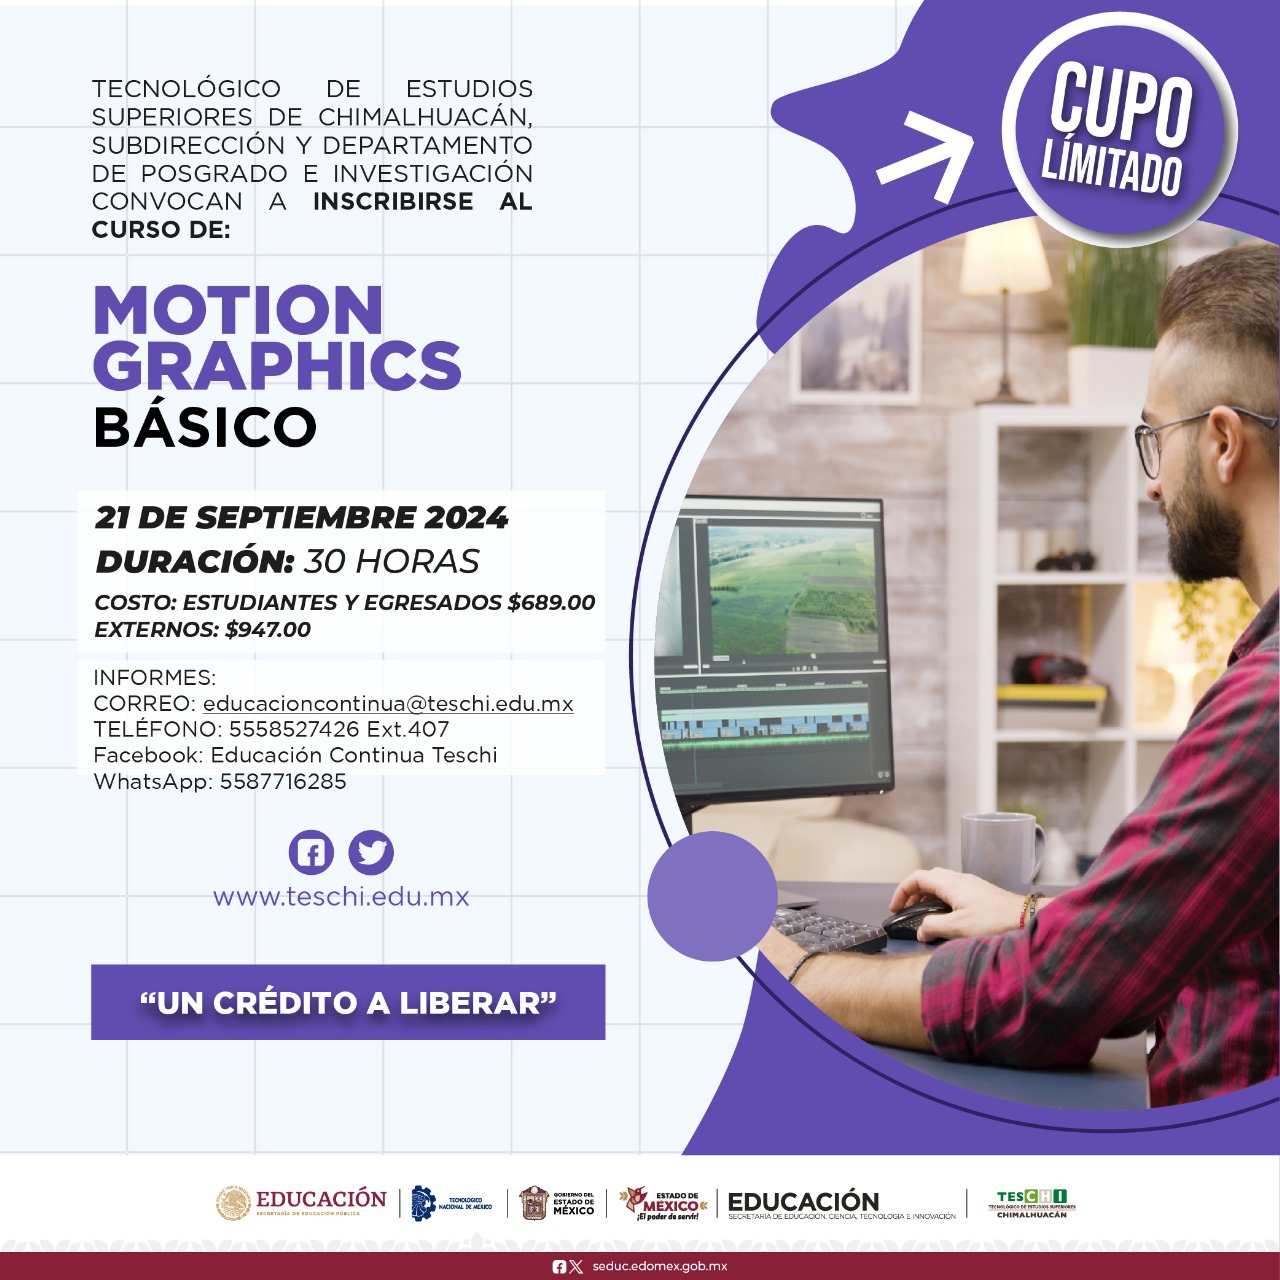 TECNOLÓGICO DE ESTUDIOS
SUPERIORES DE CHIMALHUACÁN,
SUBDIRECCIÓN Y DEPARTAMENTO
DE POSGRADO E INVESTIGACIÓN
CONVOCAN A INSCRIBIRSE AL
CURSO DE:
CUPO
LÍMITADO
MOTION
GRAPHICS
BÁSICO
21 DE SEPTIEMBRE 2024
DURACIÓN: 30 HORAS
COSTO: ESTUDIANTES Y EGRESADOS $689.00
EXTERNOS: $947.00
INFORMES:
CORREO: educacioncontinua@teschi.edu.mx
TELÉFONO: 5558527426 Ext.407
Facebook: Educación Continua Teschi
WhatsApp: 5587716285
www.teschi.edu.mx
“UN CRÉDITO A LIBERAR”
EDUCACIÓN
SECRETARÍA DE EDUCACIÓN PÚBLICA
TECNOLÓGICO
NACIONAL DE MÉXICO
GOBIERNO DEL
ESTADO DE
MÉXICO
ESTADO DE
MÉXICO
¡El poder de servir!
EDUCACIÓN
SECRETARÍA DE EDUCACIÓN, CIENCIA, TECNOLOGÍA E INNOVACIÓN
TESCHI
TECNOLÓGICO DE ESTUDIOS SUPERIORES
CHIMALHUACÁN
seduc.edomex.gob.mx